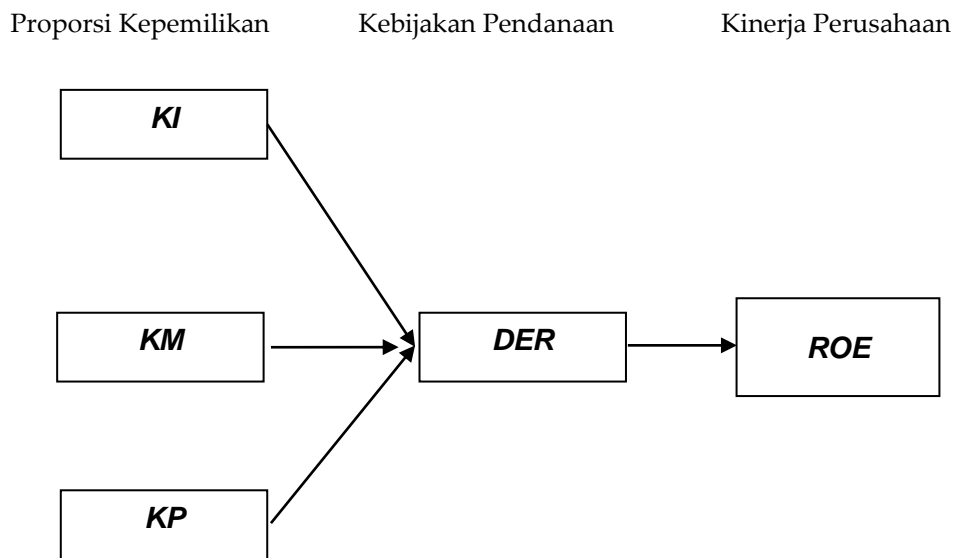 Proporsi Kepemilikan Kebijakan Pendanaan Kinerja Perusahaan
KI
KM DER ROE
KP